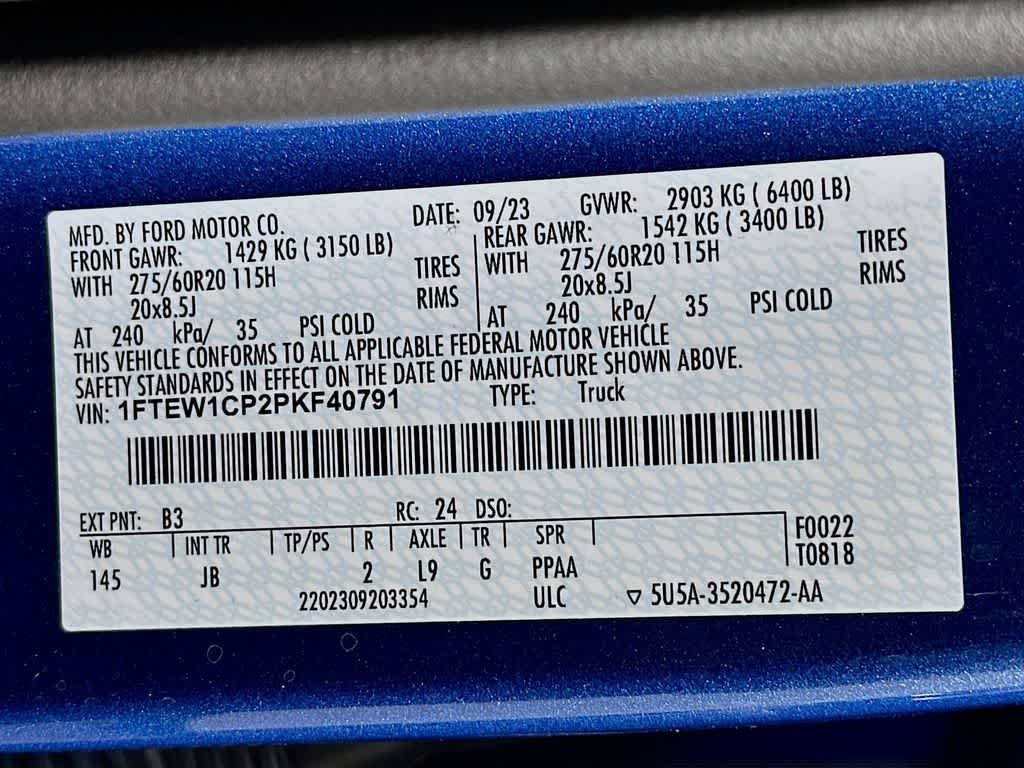 MFD. BY FORD MOTOR CO. DATE: 09/23 GVWR: 2903 KG ( 6400 LB)
FRONT GAWR: 1429 KG ( 3150 LB) REAR GAWR: 1542 KG ( 3400 LB)
WITH 275/60R20 115H TIRES WITH 275/60R20 115H TIRES
20x8.5J RIMS 20x8.5J RIMS
AT 240 kPa/ 35 PSI COLD AT 240 kPa/ 35 PSI COLD
THIS VEHICLE CONFORMS TO ALL APPLICABLE FEDERAL MOTOR VEHICLE
SAFETY STANDARDS IN EFFECT ON THE DATE OF MANUFACTURE SHOWN ABOVE.
VIN: 1FTEW1CP2PKF40791 TYPE: Truck
EXT PNT: B3 RC: 24 DSO:
WB INT TR TP/PS R AXLE TR SPR F0022
145 JB 2 L9 G PPAA T0818
2202309203354 ULC ▽ 5U5A-3520472-AA